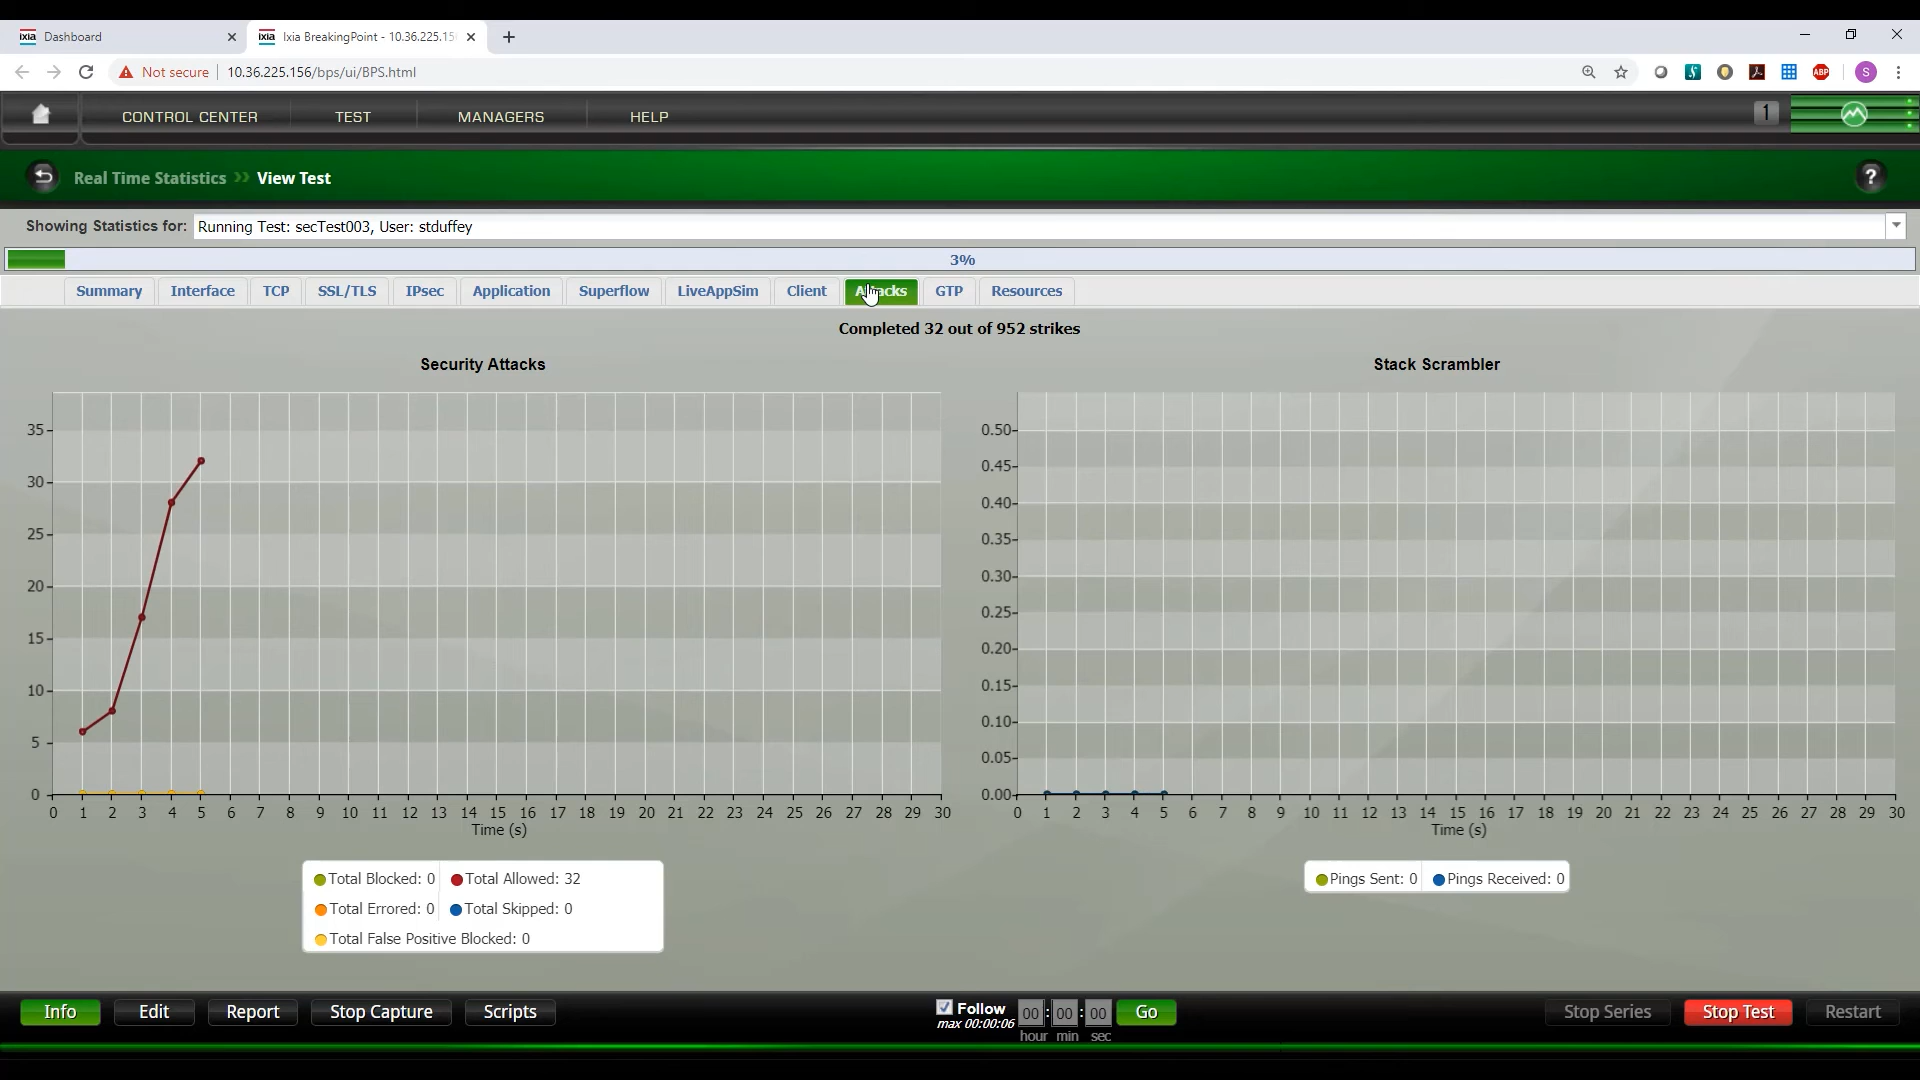 ixia Dashboard
ixia Ixia BreakingPoint - 10.36.225.15
Not secure 10.36.225.156/bps/ui/BPS.html
ABP S
CONTROL CENTER TEST MANAGERS HELP 1
Real Time Statistics View Test ?
Showing Statistics for: Running Test: secTest003, User: stduffey
3%
Summary Interface TCP SSL/TLS IPsec Application Superflow LiveAppSim Client Attacks GTP Resources
Completed 32 out of 952 strikes
Security Attacks
35
30
25
20
15
10
5
0
0 1 2 3 4 5 6 7 8 9 10 11 12 13 14 15 16 17 18 19 20 21 22 23 24 25 26 27 28 29 30
Time (s)
Total Blocked: 0 Total Allowed: 32
Total Errored: 0 Total Skipped: 0
Total False Positive Blocked: 0
Stack Scrambler
0.50
0.45
0.40
0.35
0.30
0.25
0.20
0.15
0.10
0.05
0.00
0 1 2 3 4 5 6 7 8 9 10 11 12 13 14 15 16 17 18 19 20 21 22 23 24 25 26 27 28 29 30
Time (s)
Pings Sent: 0 Pings Received: 0
Info Edit Report Stop Capture Scripts
Follow
max 00:00:06
00 : 00 : 00 Go
hour min sec
Stop Series Stop Test Restart